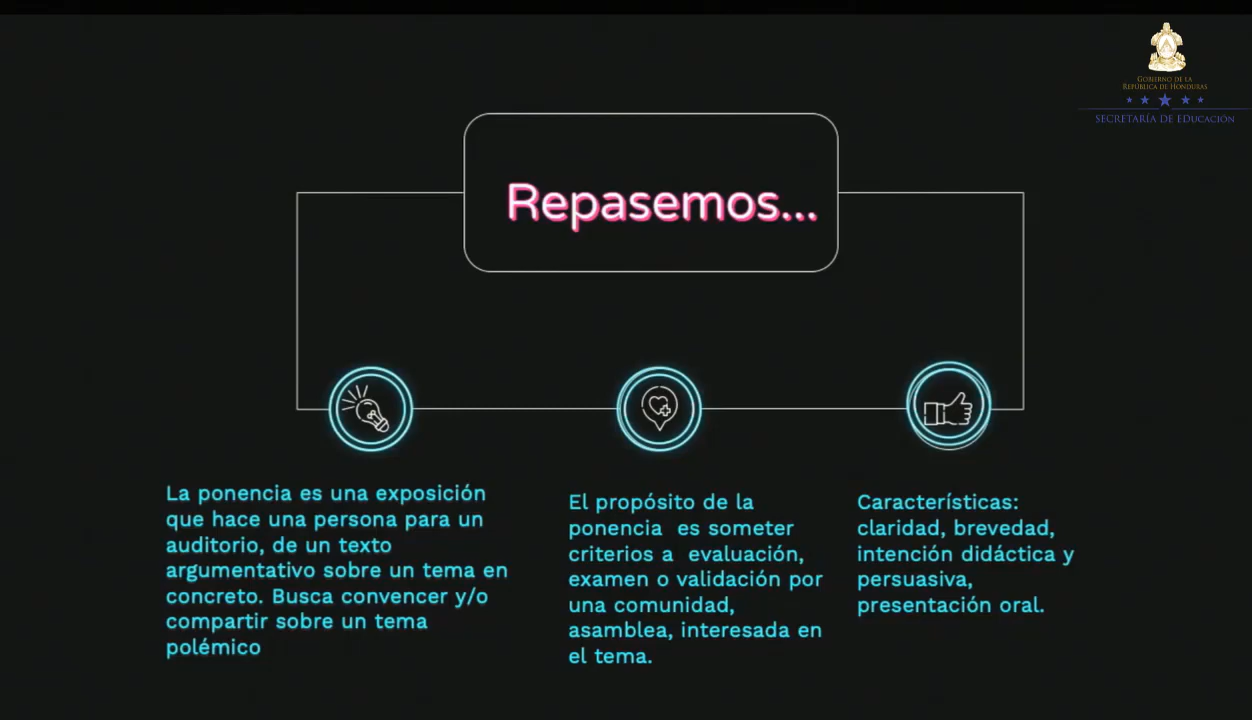 GOBIERNO DE LA
REPÚBLICA DE HONDURAS
SECRETARÍA DE EDUCACIÓN
Repasemos...
La ponencia es una exposición
que hace una persona para un
auditorio, de un texto
argumentativo sobre un tema en
concreto. Busca convencer y/o
compartir sobre un tema
polémico
El propósito de la
ponencia es someter
criterios a evaluación,
examen o validación por
una comunidad,
asamblea, interesada en
el tema.
Características:
claridad, brevedad,
intención didáctica y
persuasiva,
presentación oral.